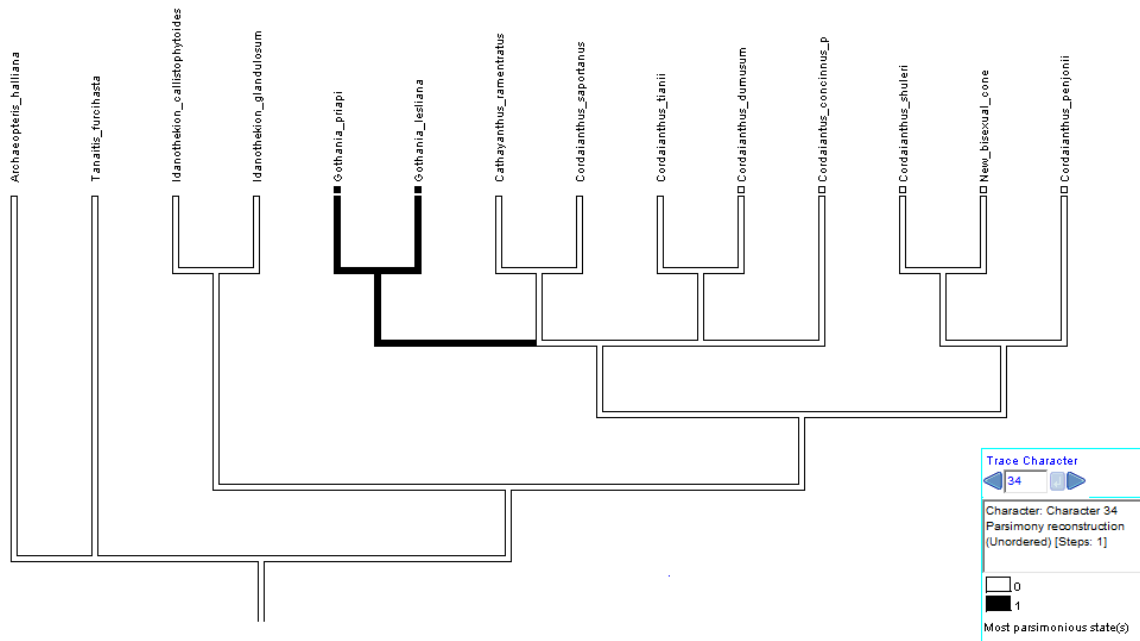 Archaeopteris_halliana
Tanaitis_furcihasta
Idanothekion_callistophytoides
Idanothekion_glandulosum
Gothania_priapi
Gothania_lesliana
Cathayanthus_ramentratus
Cordaianthus_saportanus
Cordaianthus_tianii
Cordaianthus_dumusum
Cordaiantus_concinnus_p
Cordaianthus_shuleri
New_bisexual_cone
Cordaianthus_penjonii
Trace Character
34
Character: Character 34
Parsimony reconstruction
(Unordered) [Steps: 1]
0
1
Most parsimonious state(s)